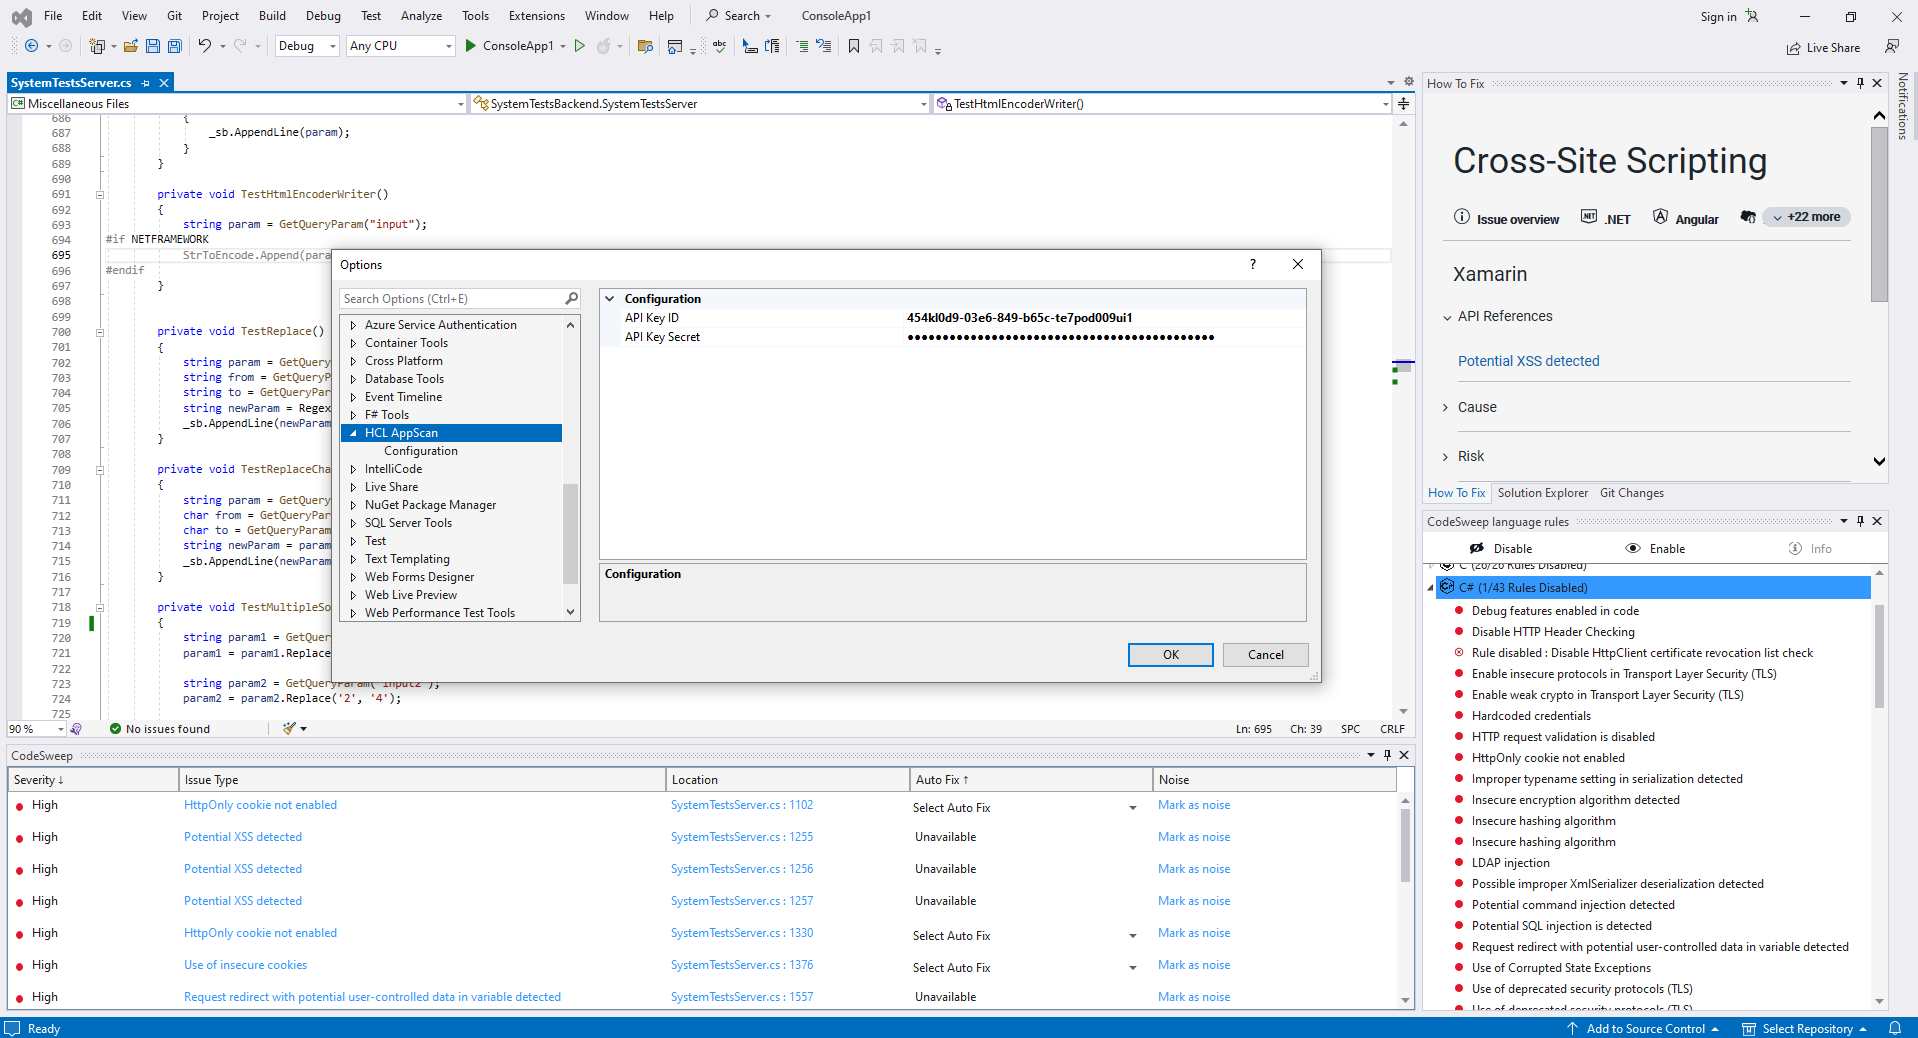 File Edit View Git Project Build Debug Test Analyze Tools Extensions Window Help Search ConsoleApp1 Sign in
Debug Any CPU ConsoleApp1 abc Live Share
SystemTestsServer.cs
Miscellaneous Files SystemTestsBackend.SystemTestsServer TestHtmlEncoderWriter()
686 {
687 _sb.AppendLine(param);
688 }
689 }
690
691 private void TestHtmlEncoderWriter()
692 {
693 string param = GetQueryParam("input");
694 #if NETFRAMEWORK
695 StrToEncode.Append(para
696 #endif
697 }
698
699
700 private void TestReplace()
701 {
702 string param = GetQuery
703 string from = GetQueryP
704 string to = GetQueryPar
705 string newParam = Regex
706 _sb.AppendLine(newParam
707 }
708
709 private void TestReplaceCha
710 {
711 string param = GetQuery
712 char from = GetQueryPar
713 char to = GetQueryParam
714 string newParam = param
715 _sb.AppendLine(newParam
716 }
717
718 private void TestMultipleSo
719 {
720 string param1 = GetQuer
721 param1 = param1.Replace
722
723 string param2 = GetQueryParam("input2");
724 param2 = param2.Replace('2', '4');
725
90 % No issues found Ln: 695 Ch: 39 SPC CRLF
Options ?
Search Options (Ctrl+E)
Azure Service Authentication
Container Tools
Cross Platform
Database Tools
Event Timeline
F# Tools
HCL AppScan
Configuration
IntelliCode
Live Share
NuGet Package Manager
SQL Server Tools
Test
Text Templating
Web Forms Designer
Web Live Preview
Web Performance Test Tools
Configuration
API Key ID 454kl0d9-03e6-849-b65c-te7pod009ui1
API Key Secret ●●●●●●●●●●●●●●●●●●●●●●●●●●●●●●●●●●●●●●●●●●●●
Configuration
OK Cancel
How To Fix
Cross-Site Scripting
Issue overview .NET Angular +22 more
Xamarin
API References
Potential XSS detected
Cause
Risk
How To Fix Solution Explorer Git Changes
Notifications
CodeSweep language rules
Disable Enable Info
C (26/26 Rules Disabled)
C# (1/43 Rules Disabled)
Debug features enabled in code
Disable HTTP Header Checking
Rule disabled : Disable HttpClient certificate revocation list check
Enable insecure protocols in Transport Layer Security (TLS)
Enable weak crypto in Transport Layer Security (TLS)
Hardcoded credentials
HTTP request validation is disabled
HttpOnly cookie not enabled
Improper typename setting in serialization detected
Insecure encryption algorithm detected
Insecure hashing algorithm
Insecure hashing algorithm
LDAP injection
Possible improper XmlSerializer deserialization detected
Potential command injection detected
Potential SQL injection is detected
Request redirect with potential user-controlled data in variable detected
Use of Corrupted State Exceptions
Use of deprecated security protocols (TLS)
Use of deprecated security protocols (TLS)
CodeSweep
Severity ↓ Issue Type Location Auto Fix ↑ Noise
High HttpOnly cookie not enabled SystemTestsServer.cs : 1102 Select Auto Fix Mark as noise
High Potential XSS detected SystemTestsServer.cs : 1255 Unavailable Mark as noise
High Potential XSS detected SystemTestsServer.cs : 1256 Unavailable Mark as noise
High Potential XSS detected SystemTestsServer.cs : 1257 Unavailable Mark as noise
High HttpOnly cookie not enabled SystemTestsServer.cs : 1330 Select Auto Fix Mark as noise
High Use of insecure cookies SystemTestsServer.cs : 1376 Select Auto Fix Mark as noise
High Request redirect with potential user-controlled data in variable detected SystemTestsServer.cs : 1557 Unavailable Mark as noise
Ready Add to Source Control Select Repository